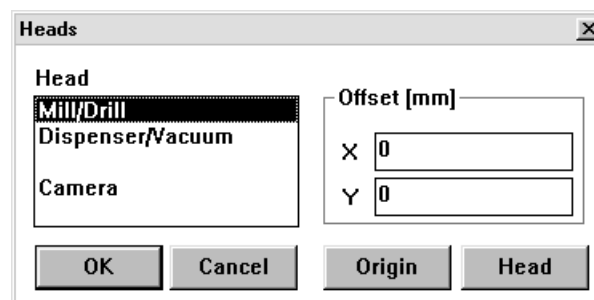 Heads
Head
Mill/Drill
Dispenser/Vacuum
Camera
Offset [mm]
X 0
Y 0
OK Cancel Origin Head